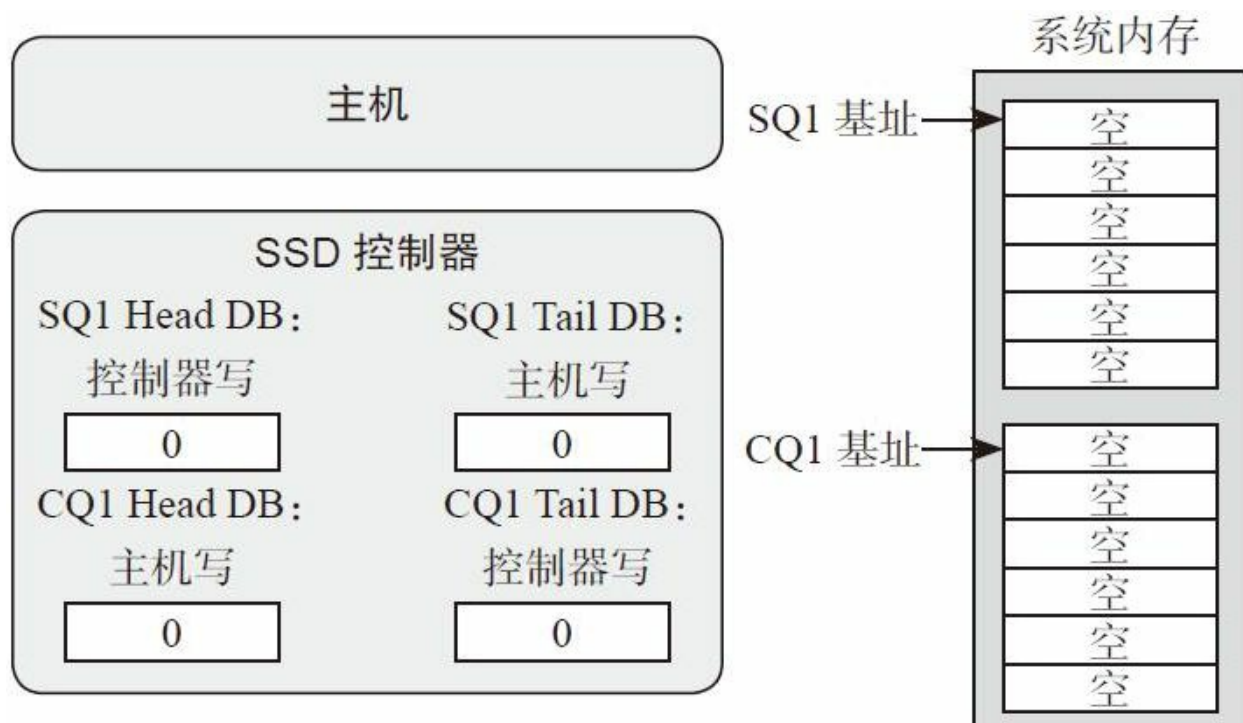 系统内存
主机
SQ1 基址
空
空
空
空
空
空
SSD 控制器
SQ1 Head DB：
SQ1 Tail DB：
控制器写
主机写
0
0
CQ1 Head DB：
CQ1 Tail DB：
主机写
控制器写
0
0
CQ1 基址
空
空
空
空
空
空